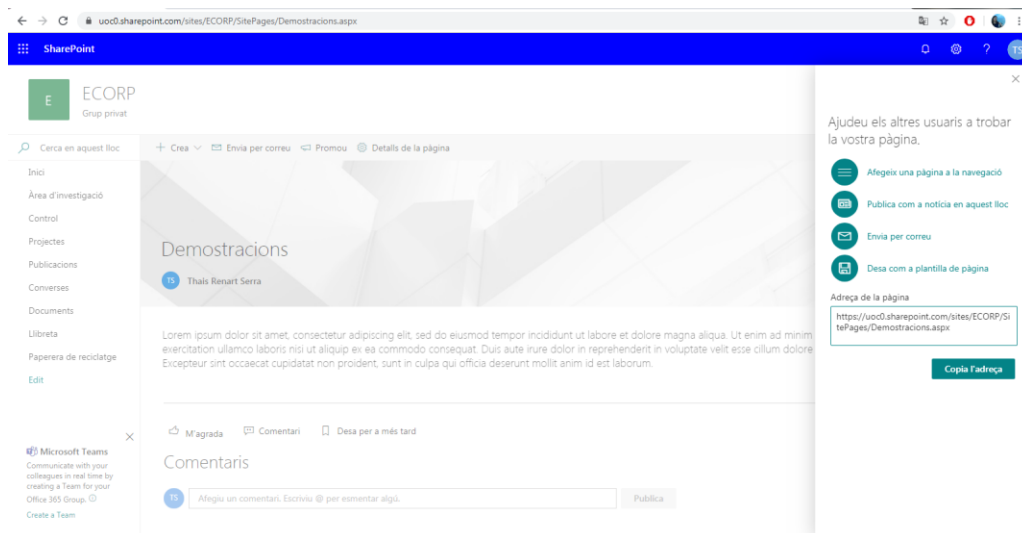 uoc0.sharepoint.com/sites/ECORP/SitePages/Demostracions.aspx
SharePoint
TS
E
ECORP
Grup privat
Cerca en aquest lloc
Crea
Envia per correu
Promou
Detalls de la pàgina
Inici
Àrea d'investigació
Control
Projectes
Publicacions
Converses
Documents
Llibreta
Paperera de reciclatge
Edit
Demostracions
TS
Thais Renart Serra
Lorem ipsum dolor sit amet, consectetur adipiscing elit, sed do eiusmod tempor incididunt ut labore et dolore magna aliqua. Ut enim ad minim
exercitation ullamco laboris nisi ut aliquip ex ea commodo consequat. Duis aute irure dolor in reprehenderit in voluptate velit esse cillum dolore
Excepteur sint occaecat cupidatat non proident, sunt in culpa qui officia deserunt mollit anim id est laborum.
M'agrada
Comentari
Desa per a més tard
Comentaris
TS
Afegiu un comentari. Escriviu @ per esmentar algú.
Publica
Microsoft Teams
Communicate with your
colleagues in real time by
creating a Team for your
Office 365 Group.
Create a Team
Ajudeu els altres usuaris a trobar
la vostra pàgina.
Afegeix una pàgina a la navegació
Publica com a notícia en aquest lloc
Envia per correu
Desa com a plantilla de pàgina
Adreça de la pàgina
https://uoc0.sharepoint.com/sites/ECORP/Si
tePages/Demostracions.aspx
Copia l'adreça